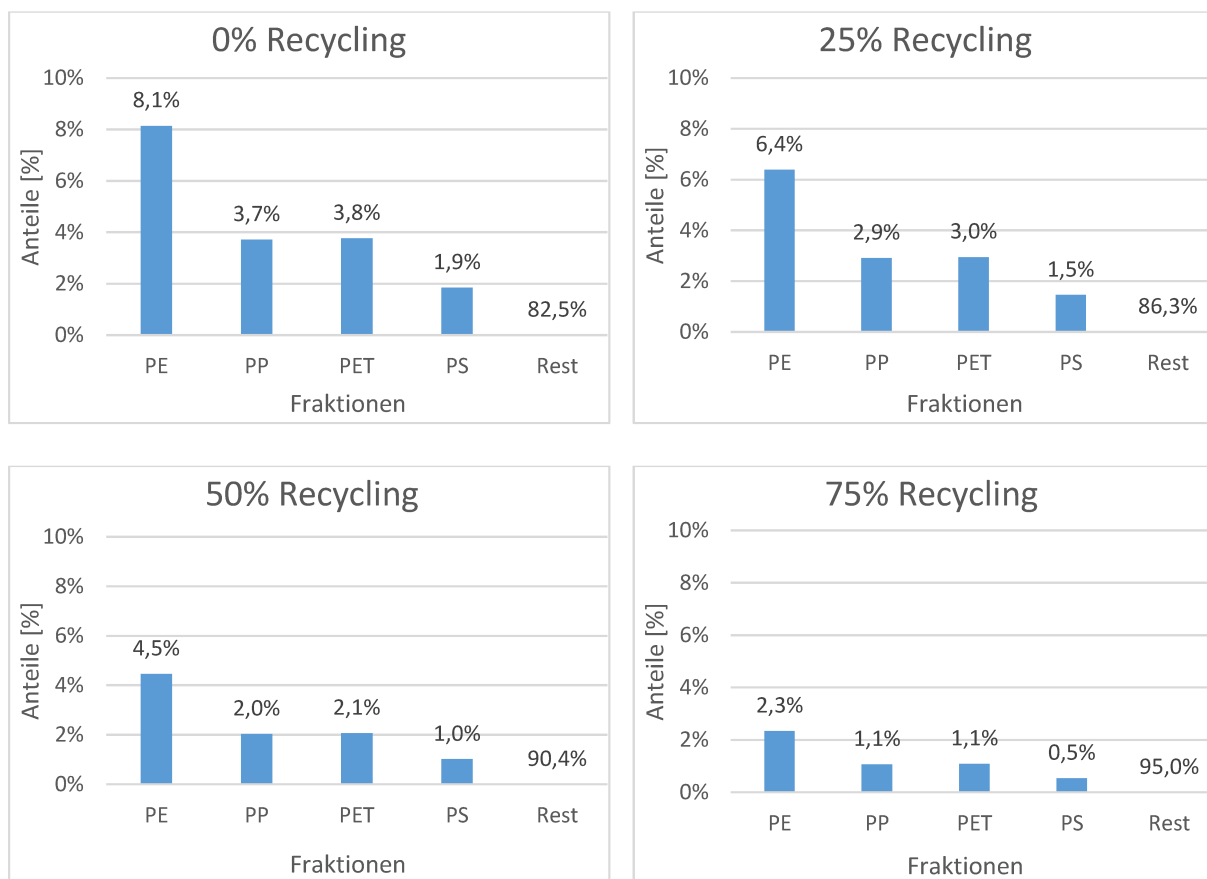 0% Recycling
10%
8%
6%
4%
2%
0%
Anteile [%]
8,1%
3,7%
3,8%
1,9%
82,5%
PE PP PET PS Rest
Fraktionen
25% Recycling
10%
8%
6%
4%
2%
0%
Anteile [%]
6,4%
2,9%
3,0%
1,5%
86,3%
PE PP PET PS Rest
Fraktionen
50% Recycling
10%
8%
6%
4%
2%
0%
Anteile [%]
4,5%
2,0%
2,1%
1,0%
90,4%
PE PP PET PS Rest
Fraktionen
75% Recycling
10%
8%
6%
4%
2%
0%
Anteile [%]
2,3%
1,1%
1,1%
0,5%
95,0%
PE PP PET PS Rest
Fraktionen